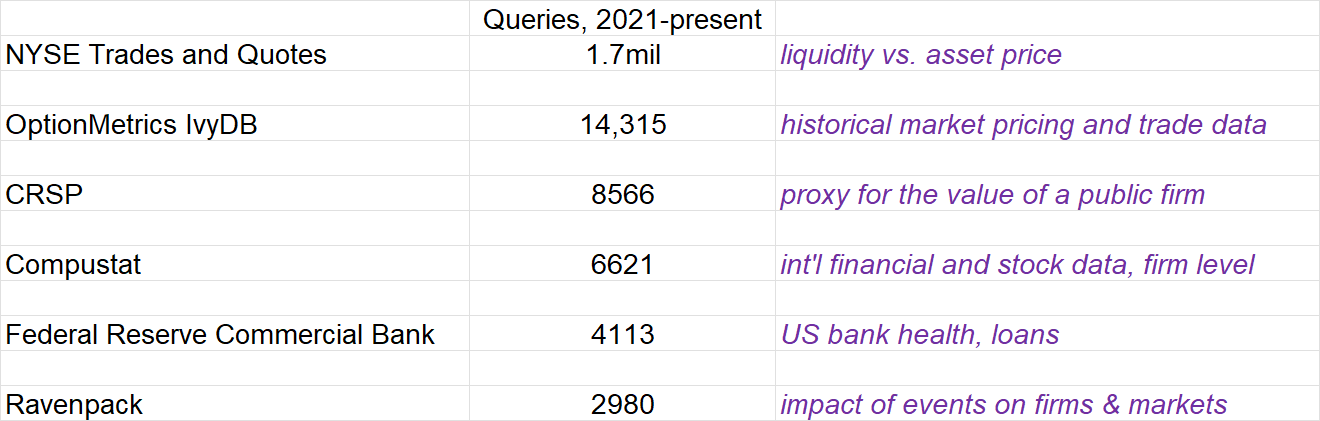 Queries, 2021-present
NYSE Trades and Quotes 1.7mil liquidity vs. asset price
OptionMetrics IvyDB 14,315 historical market pricing and trade data
CRSP 8566 proxy for the value of a public firm
Compustat 6621 int'l financial and stock data, firm level
Federal Reserve Commercial Bank 4113 US bank health, loans
Ravenpack 2980 impact of events on firms & markets